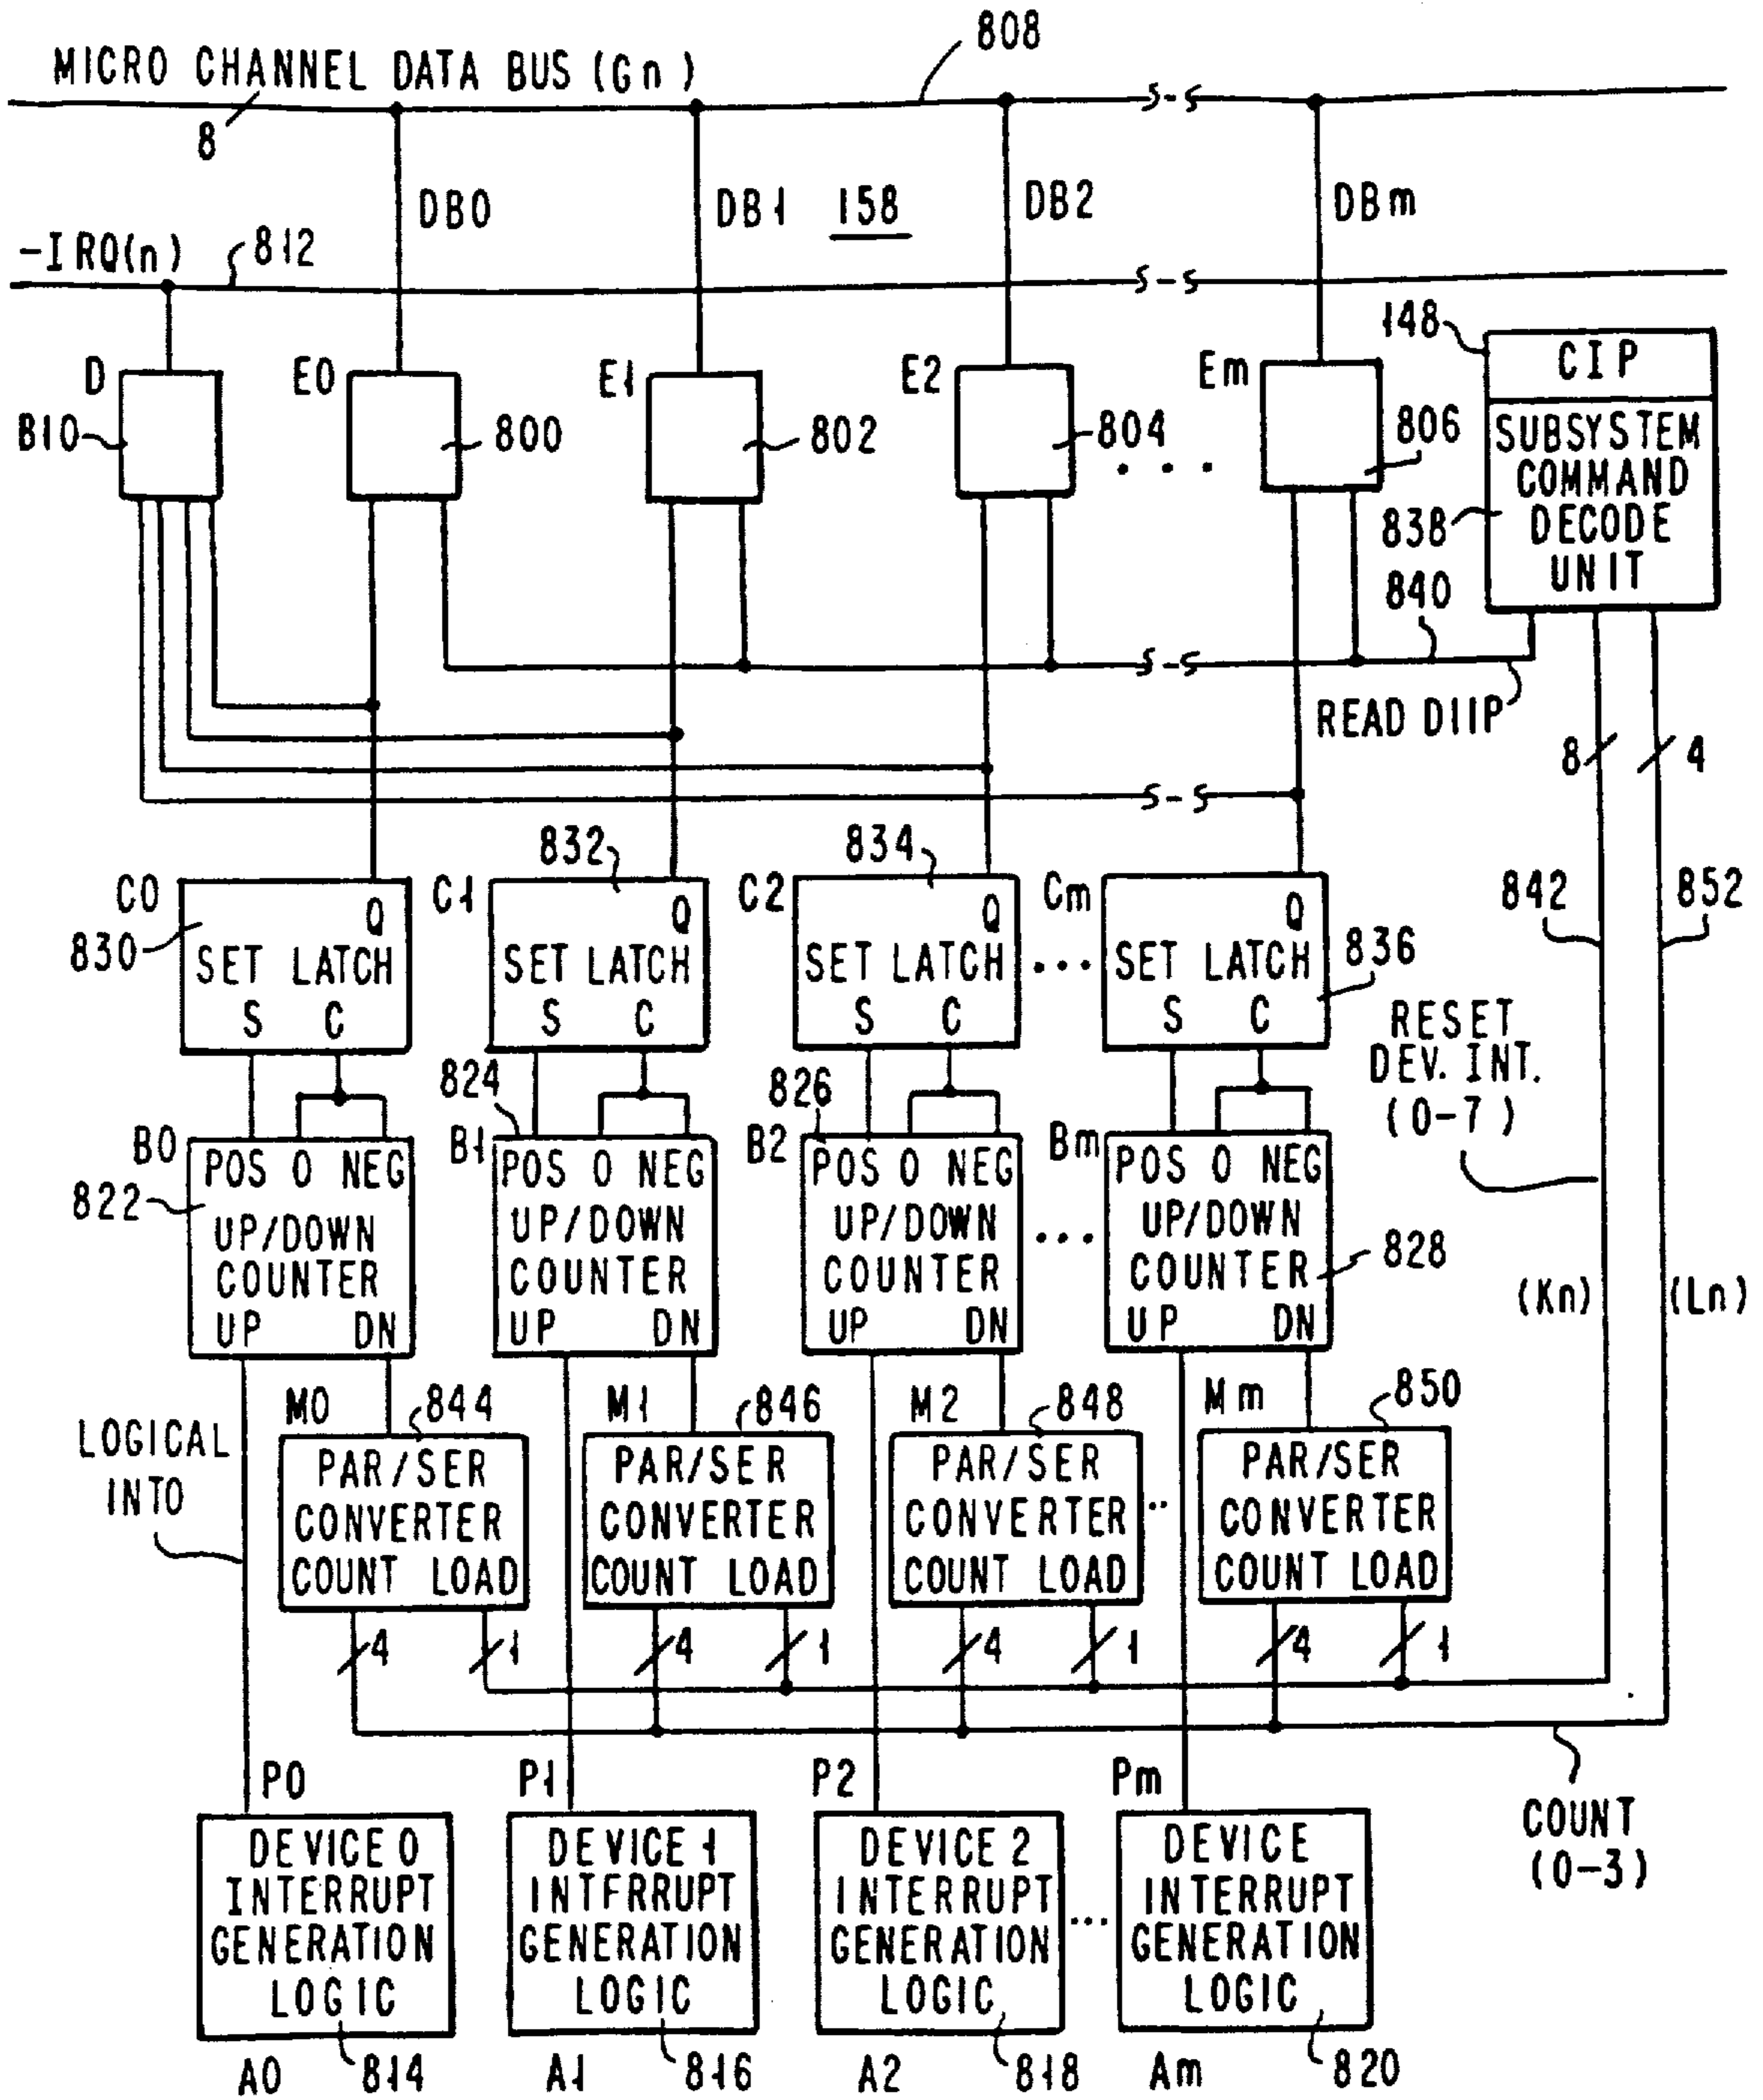 808
MICRO CHANNEL DATA BUS (Gn)
8
DB0
DB1
158
DB2
DBm
-IRQ(n)
812
148
CIP
D
E0
E1
E2
Em
810
800
802
804
. . .
806
SUBSYSTEM
COMMAND
DECODE
UNIT
838
840
READ DIIP
8
4
832
834
C0
C1
C2
Cm
842
852
830
Q
SET LATCH
S C
Q
SET LATCH
S C
Q
SET LATCH
S C
...
Q
SET LATCH
S C
836
RESET
DEV. INT.
(0-7)
824
826
B0
B1
B2
Bm
822
POS 0 NEG
UP/DOWN
COUNTER
UP DN
POS 0 NEG
UP/DOWN
COUNTER
UP DN
POS 0 NEG
UP/DOWN
COUNTER
UP DN
...
POS 0 NEG
UP/DOWN
COUNTER
UP DN
828
(Kn)
(Ln)
LOGICAL
INT0
M0
844
M1
846
M2
848
Mm
850
PAR/SER
CONVERTER
COUNT LOAD
PAR/SER
CONVERTER
COUNT LOAD
PAR/SER
CONVERTER
COUNT LOAD
..
PAR/SER
CONVERTER
COUNT LOAD
4
1
4
1
4
1
4
1
P0
P1
P2
Pm
COUNT
(0-3)
DEVICE 0
INTERRUPT
GENERATION
LOGIC
DEVICE 1
INTFRRUPT
GENERATION
LOGIC
DEVICE 2
INTERRUPT
GENERATION
LOGIC
...
DEVICE
INTERRUPT
GENERATION
LOGIC
A0
814
A1
816
A2
818
Am
820